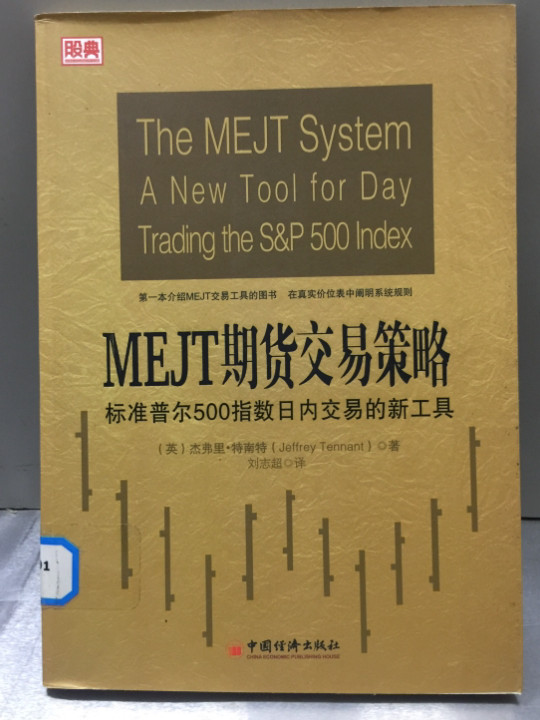 股典
The MEJT System
A New Tool for Day
Trading the S&P 500 Index
第一本介绍MEJT交易工具的图书 在真实价位表中阐明系统规则
MEJT期货交易策略
标准普尔500指数日内交易的新工具
（英）杰弗里•特南特（Jeffrey Tennant）◇著
刘志超◇译
01
中国经济出版社
CHINA ECONOMIC PUBLISHING HOUSE